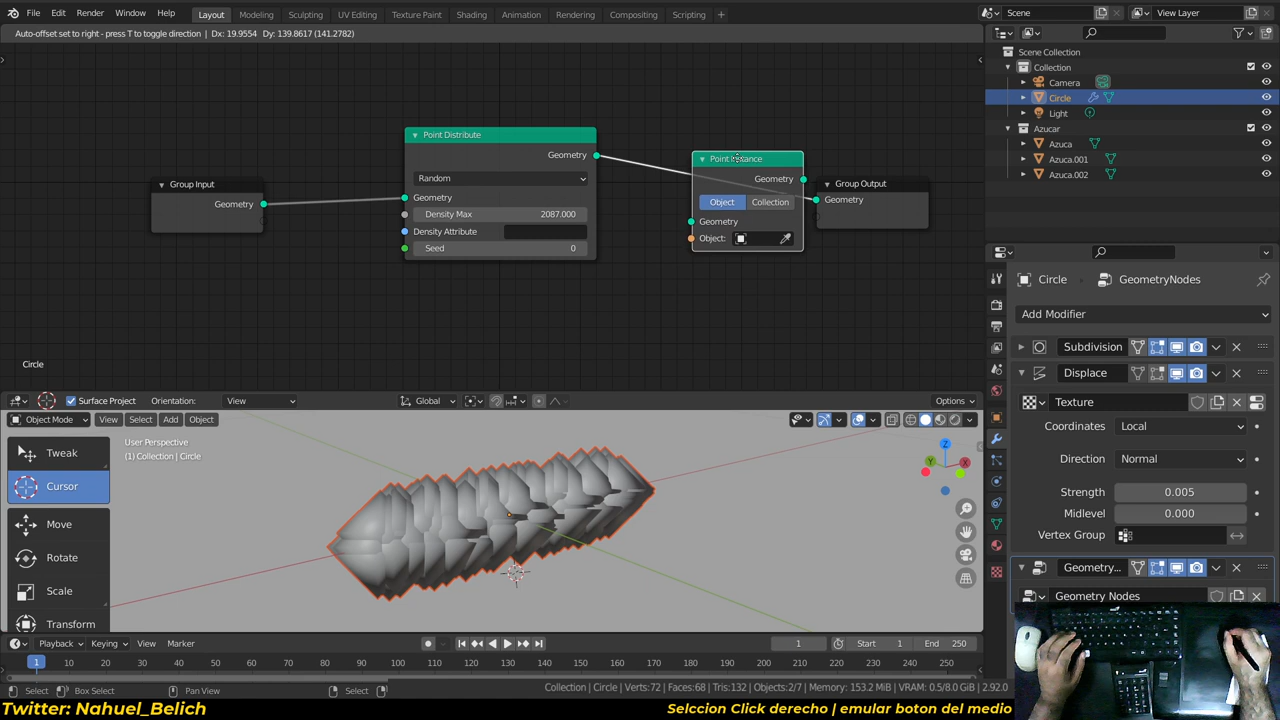 File Edit Render Window Help Layout Modeling Sculpting UV Editing Texture Paint Shading Animation Rendering Compositing Scripting + Scene View Layer
Auto-offset set to right - press T to toggle direction | Dx: 19.9554 Dy: 139.8617 (141.2782)
Scene Collection
Collection
Camera
Circle
Light
Azucar
Azuca
Azuca.001
Azuca.002
Group Input
Geometry
Point Distribute
Geometry
Random
Geometry
Density Max 2087.000
Density Attribute
Seed 0
Point Instance
Geometry
Object Collection
Geometry
Object:
Group Output
Geometry
Circle
Circle GeometryNodes
Add Modifier
Subdivision
Displace
Texture
Coordinates Local
Direction Normal
Strength 0.005
Midlevel 0.000
Vertex Group
Geometry...
Geometry Nodes
Surface Project Orientation: View Global Options
Object Mode View Select Add Object
Tweak
Cursor
Move
Rotate
Scale
Transform
User Perspective
(1) Collection | Circle
Z
Y
X
Playback Keying View Marker 1 Start 1 End 250
1 10 20 30 40 50 60 70 80 90 100 110 120 130 140 150 160 170 180 190 200 210 220 230 240 250
Select Box Select Pan View Select Collection | Circle | Verts:72 | Faces:68 | Tris:132 | Objects:2/7 | Memory: 153.2 MiB | VRAM: 0.5/8.0 GiB | 2.92.0
Twitter: Nahuel_Belich
Selccion Click derecho | emular boton del medio